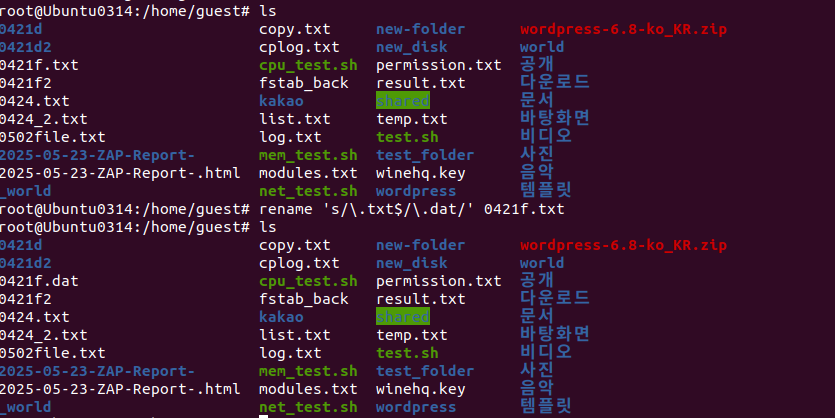 root@Ubuntu0314:/home/guest# ls
0421d copy.txt new-folder wordpress-6.8-ko_KR.zip
0421d2 cplog.txt new_disk world
0421f.txt cpu_test.sh permission.txt 공개
0421f2 fstab_back result.txt 다운로드
0424.txt kakao shared 문서
0424_2.txt list.txt temp.txt 바탕화면
0502file.txt log.txt test.sh 비디오
2025-05-23-ZAP-Report- mem_test.sh test_folder 사진
2025-05-23-ZAP-Report-.html modules.txt winehq.key 음악
_world net_test.sh wordpress 템플릿
root@Ubuntu0314:/home/guest# rename 's/\.txt$/\.dat/' 0421f.txt
root@Ubuntu0314:/home/guest# ls
0421d copy.txt new-folder wordpress-6.8-ko_KR.zip
0421d2 cplog.txt new_disk world
0421f.dat cpu_test.sh permission.txt 공개
0421f2 fstab_back result.txt 다운로드
0424.txt kakao shared 문서
0424_2.txt list.txt temp.txt 바탕화면
0502file.txt log.txt test.sh 비디오
2025-05-23-ZAP-Report- mem_test.sh test_folder 사진
2025-05-23-ZAP-Report-.html modules.txt winehq.key 음악
_world net_test.sh wordpress 템플릿